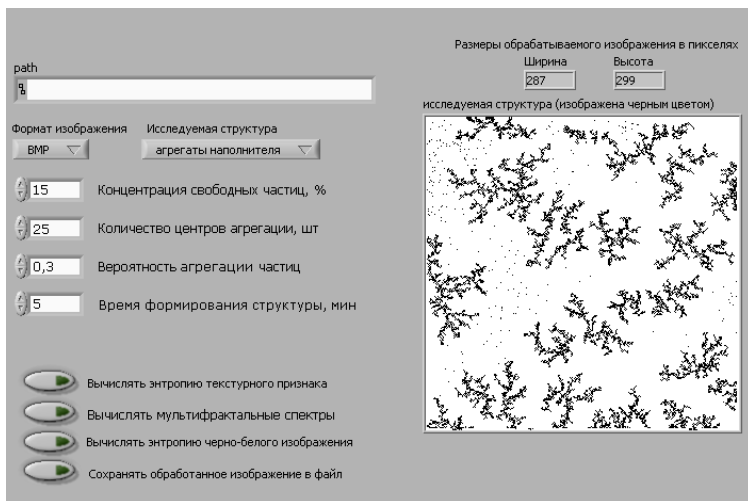 path
Формат изображения Исследуемая структура
BMP агрегаты наполнителя
15 Концентрация свободных частиц, %
25 Количество центров агрегации, шт
0,3 Вероятность агрегации частиц
5 Время формирования структуры, мин
Вычислять энтропию текстурного признака
Вычислять мультифрактальные спектры
Вычислять энтропию черно-белого изображения
Сохранять обработанное изображение в файл
Размеры обрабатываемого изображения в пикселях
Ширина Высота
287 299
исследуемая структура (изображена черным цветом)